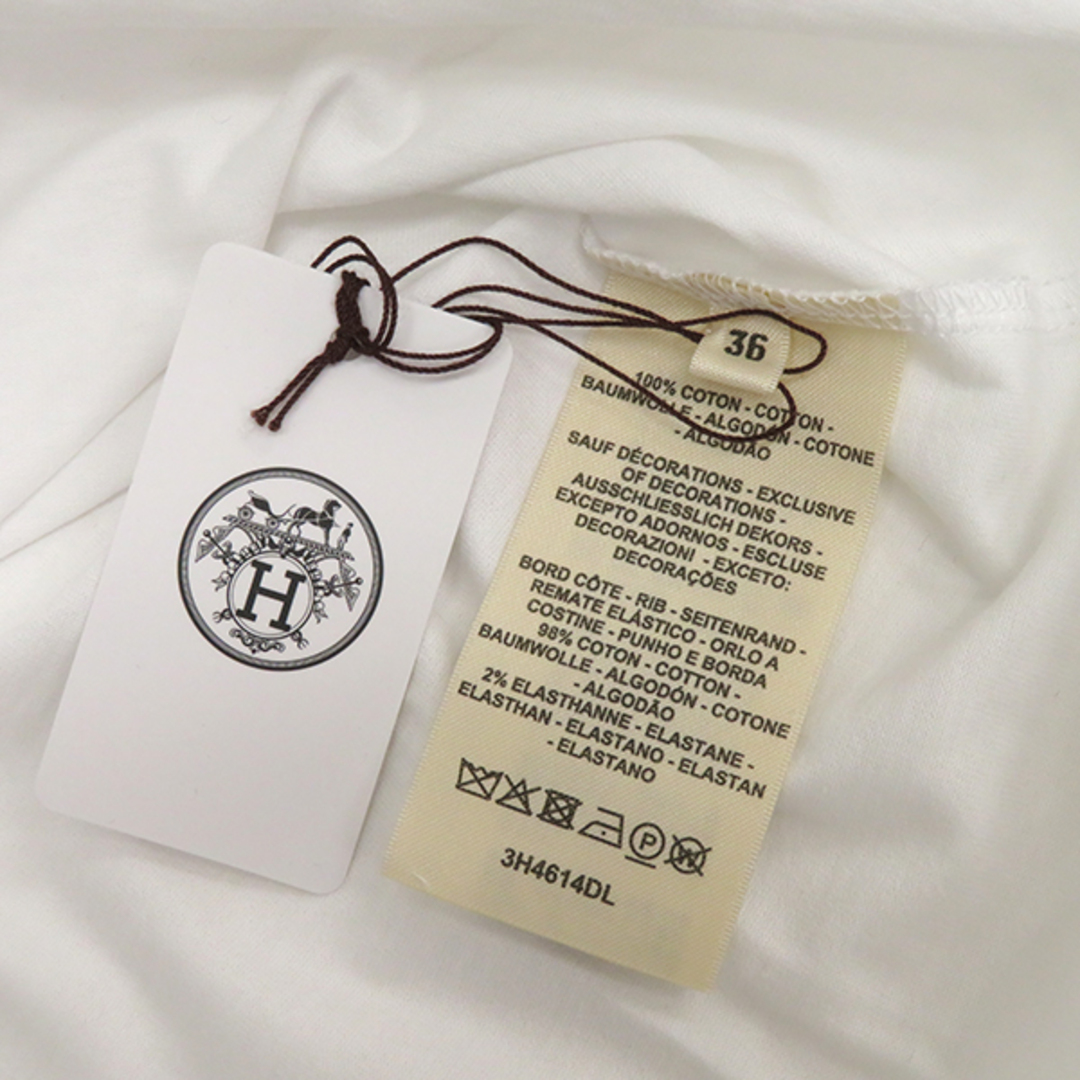 H
36
100% COTON - COTTON -
BAUMWOLLE - ALGODÓN - COTONE
- ALGODÃO
SAUF DÉCORATIONS - EXCLUSIVE
OF DECORATIONS -
AUSSCHLIESSLICH DEKORS -
EXCEPTO ADORNOS - ESCLUSE
DECORAZIONI - EXCETO:
DECORAÇÕES
BORD CÔTE - RIB - SEITENRAND -
REMATE ELÁSTICO - ORLO A
COSTINE - PUNHO E BORDA
98% COTON - COTTON -
BAUMWOLLE - ALGODÓN - COTONE
- ALGODÃO
2% ELASTHANNE - ELASTANE -
ELASTHAN - ELASTANO - ELASTAN
- ELASTANO
P W
3H4614DL